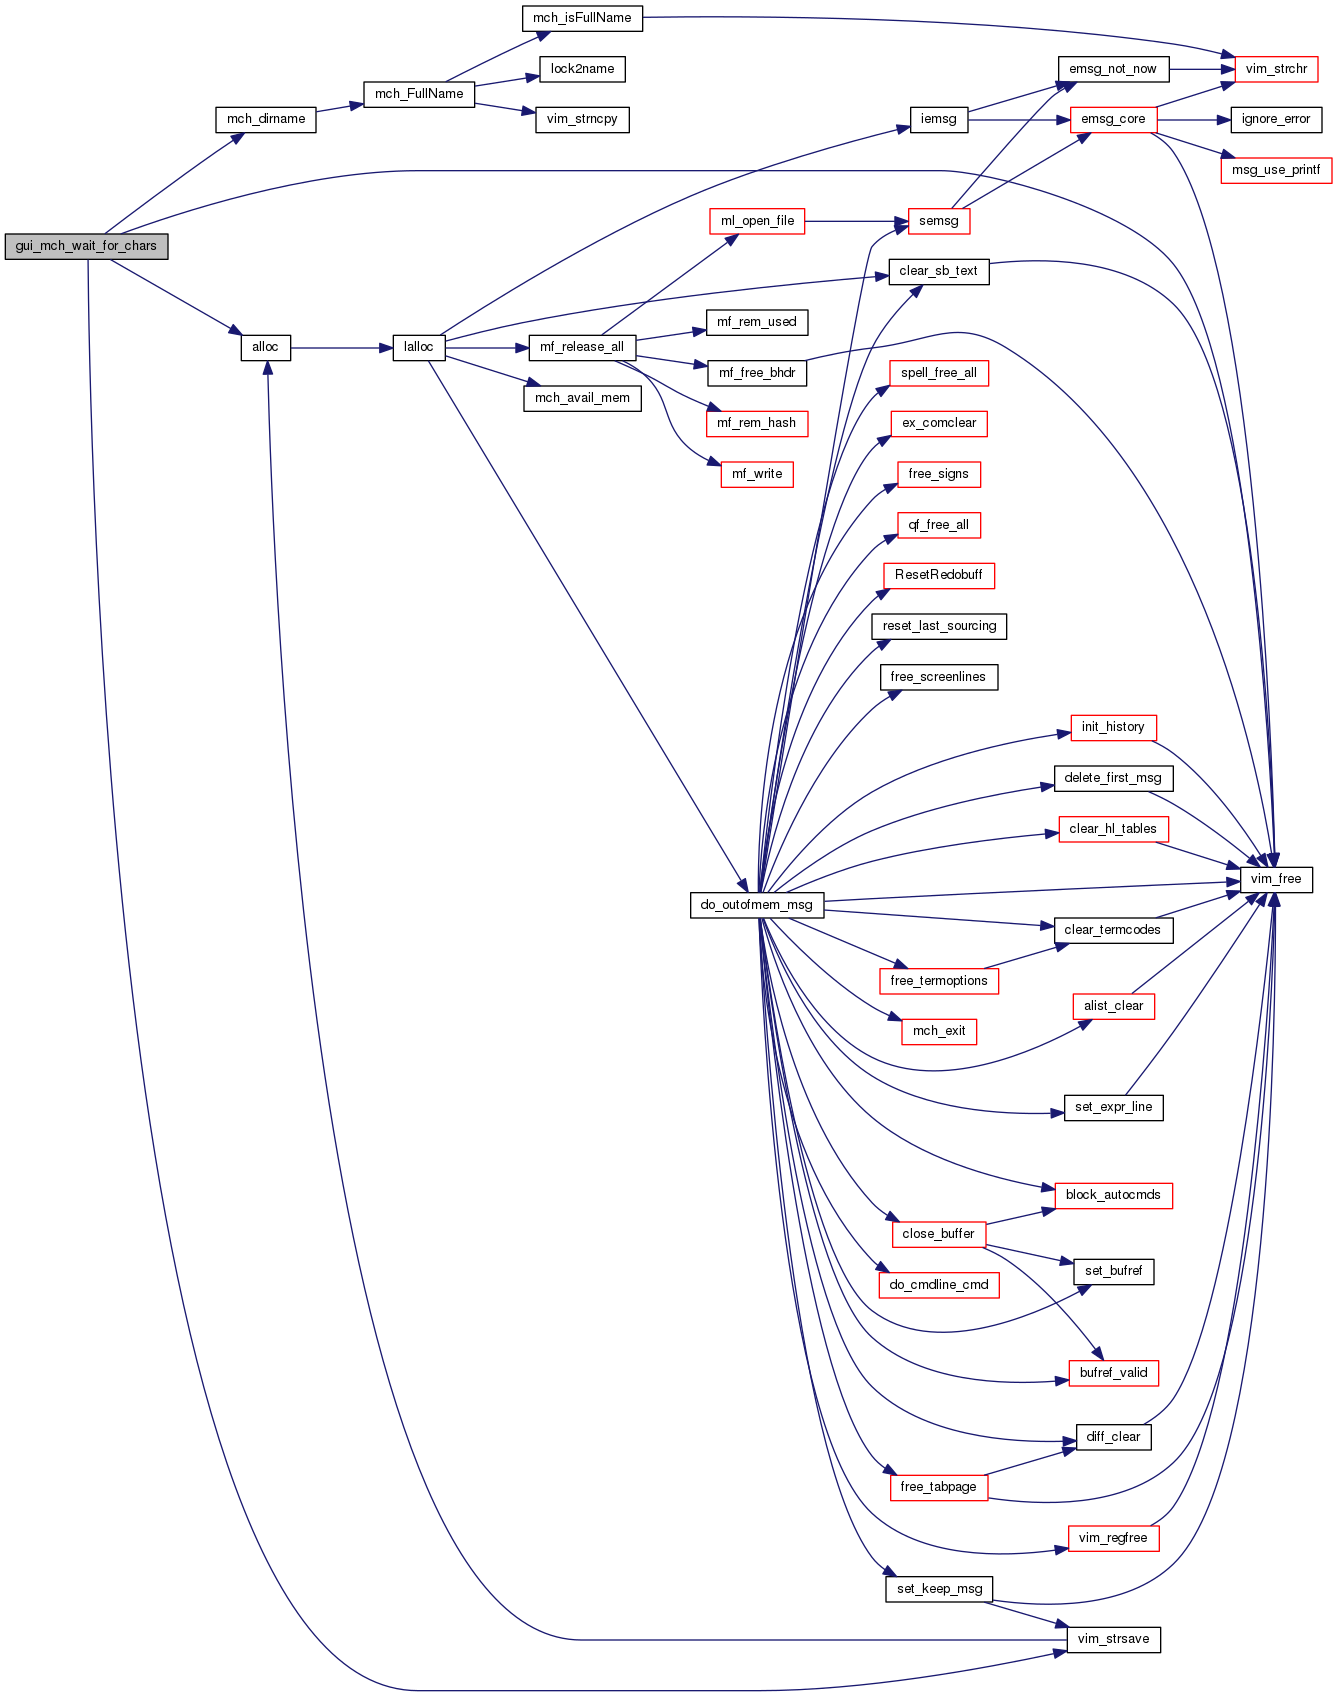 mch_isFullName
lock2name
mch_FullName
vim_strncpy
mch_dirname
emsg_not_now
vim_strchr
iemsg
emsg_core
ignore_error
msg_use_printf
gui_mch_wait_for_chars
ml_open_file
semsg
clear_sb_text
alloc
lalloc
mf_release_all
mf_rem_used
mf_free_bhdr
mch_avail_mem
mf_rem_hash
mf_write
spell_free_all
ex_comclear
free_signs
qf_free_all
ResetRedobuff
reset_last_sourcing
free_screenlines
init_history
delete_first_msg
clear_hl_tables
vim_free
do_outofmem_msg
clear_termcodes
free_termoptions
alist_clear
mch_exit
set_expr_line
block_autocmds
close_buffer
set_bufref
do_cmdline_cmd
bufref_valid
diff_clear
free_tabpage
vim_regfree
set_keep_msg
vim_strsave